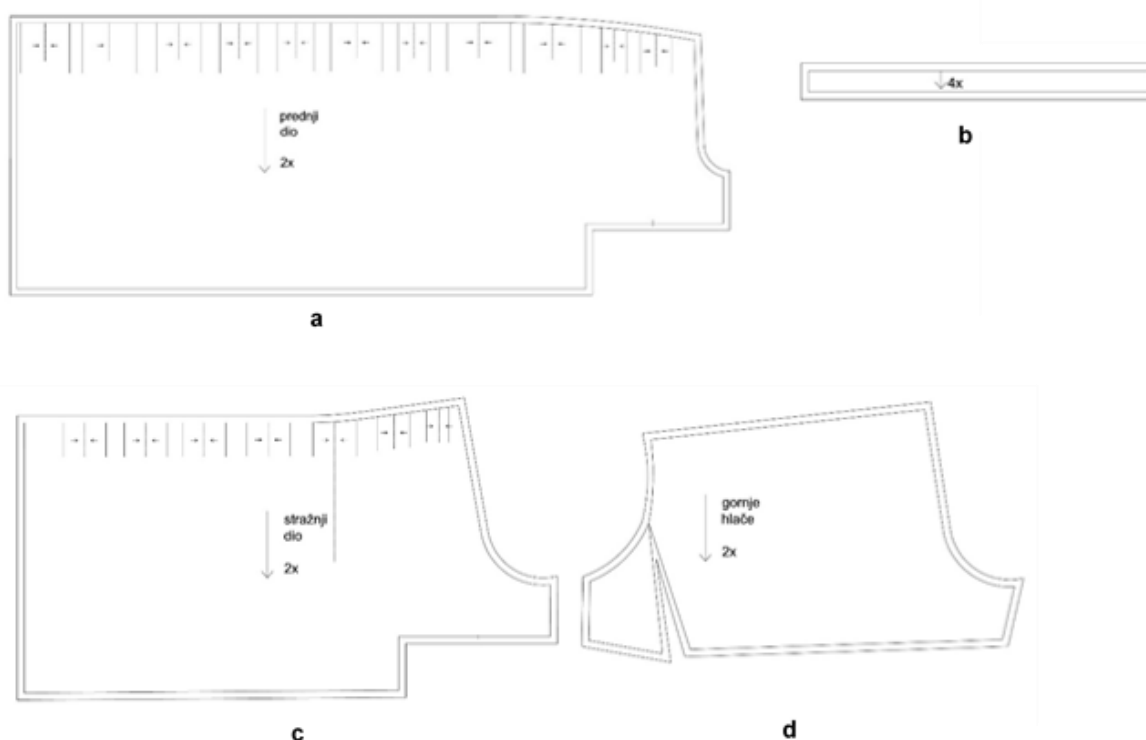 prednji
dio
2x
4x
b
a
stražnji
dio
2x
gornje
hlače
2x
c
d